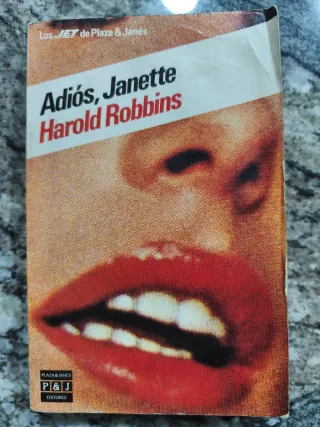 Los JET de Plaza & Janés
Adiós, Janette
Harold Robbins
PLAZA & JANES
P&J
EDITORES